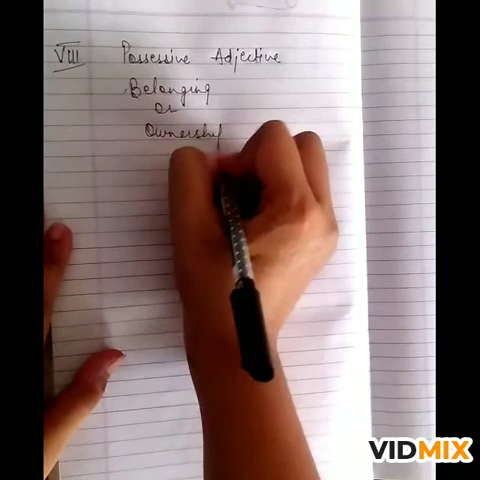 VIII Possessive Adjective
Belonging
or
Ownership
VIDMIX